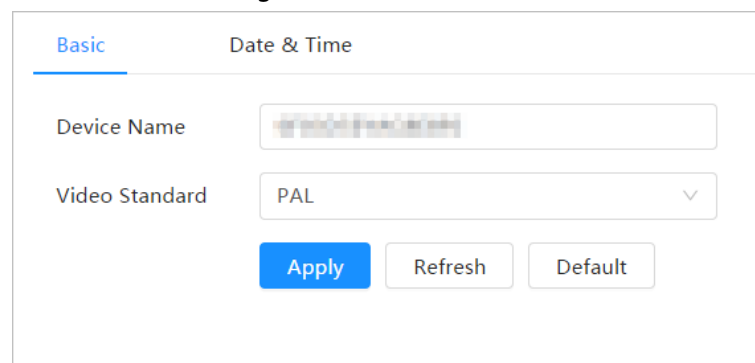 Basic Date & Time
Device Name
Video Standard PAL
Apply Refresh Default